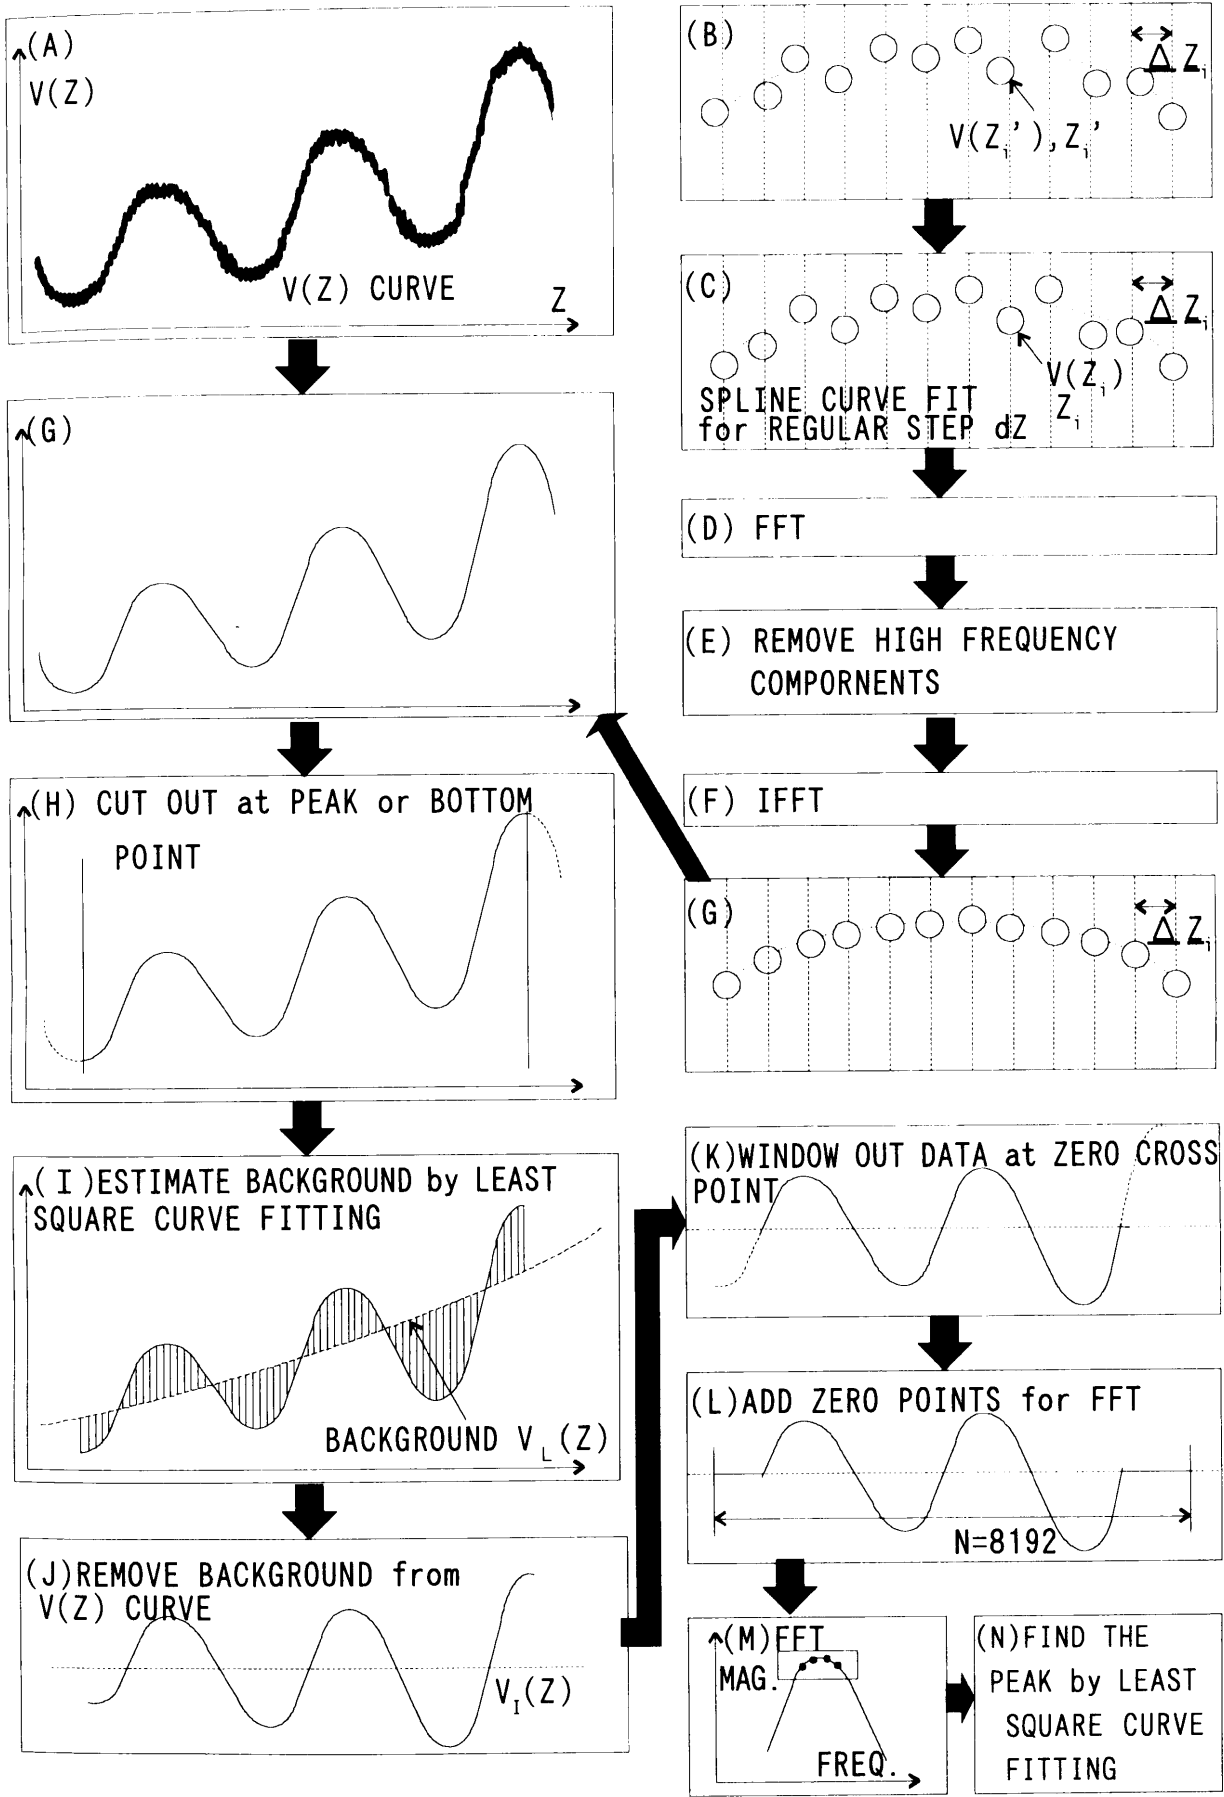 (A)
V(Z)
V(Z) CURVE
Z
(B)
Δ Zi
V(Zi'),Zi'
(C)
Δ Zi
V(Zi)
Zi
SPLINE CURVE FIT
for REGULAR STEP dZ
(D) FFT
(E) REMOVE HIGH FREQUENCY
COMPORNENTS
(F) IFFT
(G)
Δ Zi
(G)
(H) CUT OUT at PEAK or BOTTOM
POINT
(I)ESTIMATE BACKGROUND by LEAST
SQUARE CURVE FITTING
BACKGROUND VL(Z)
(J)REMOVE BACKGROUND from
V(Z) CURVE
VI(Z)
(K)WINDOW OUT DATA at ZERO CROSS
POINT
(L)ADD ZERO POINTS for FFT
N=8192
(M)FFT
MAG.
FREQ.
(N)FIND THE
PEAK by LEAST
SQUARE CURVE
FITTING